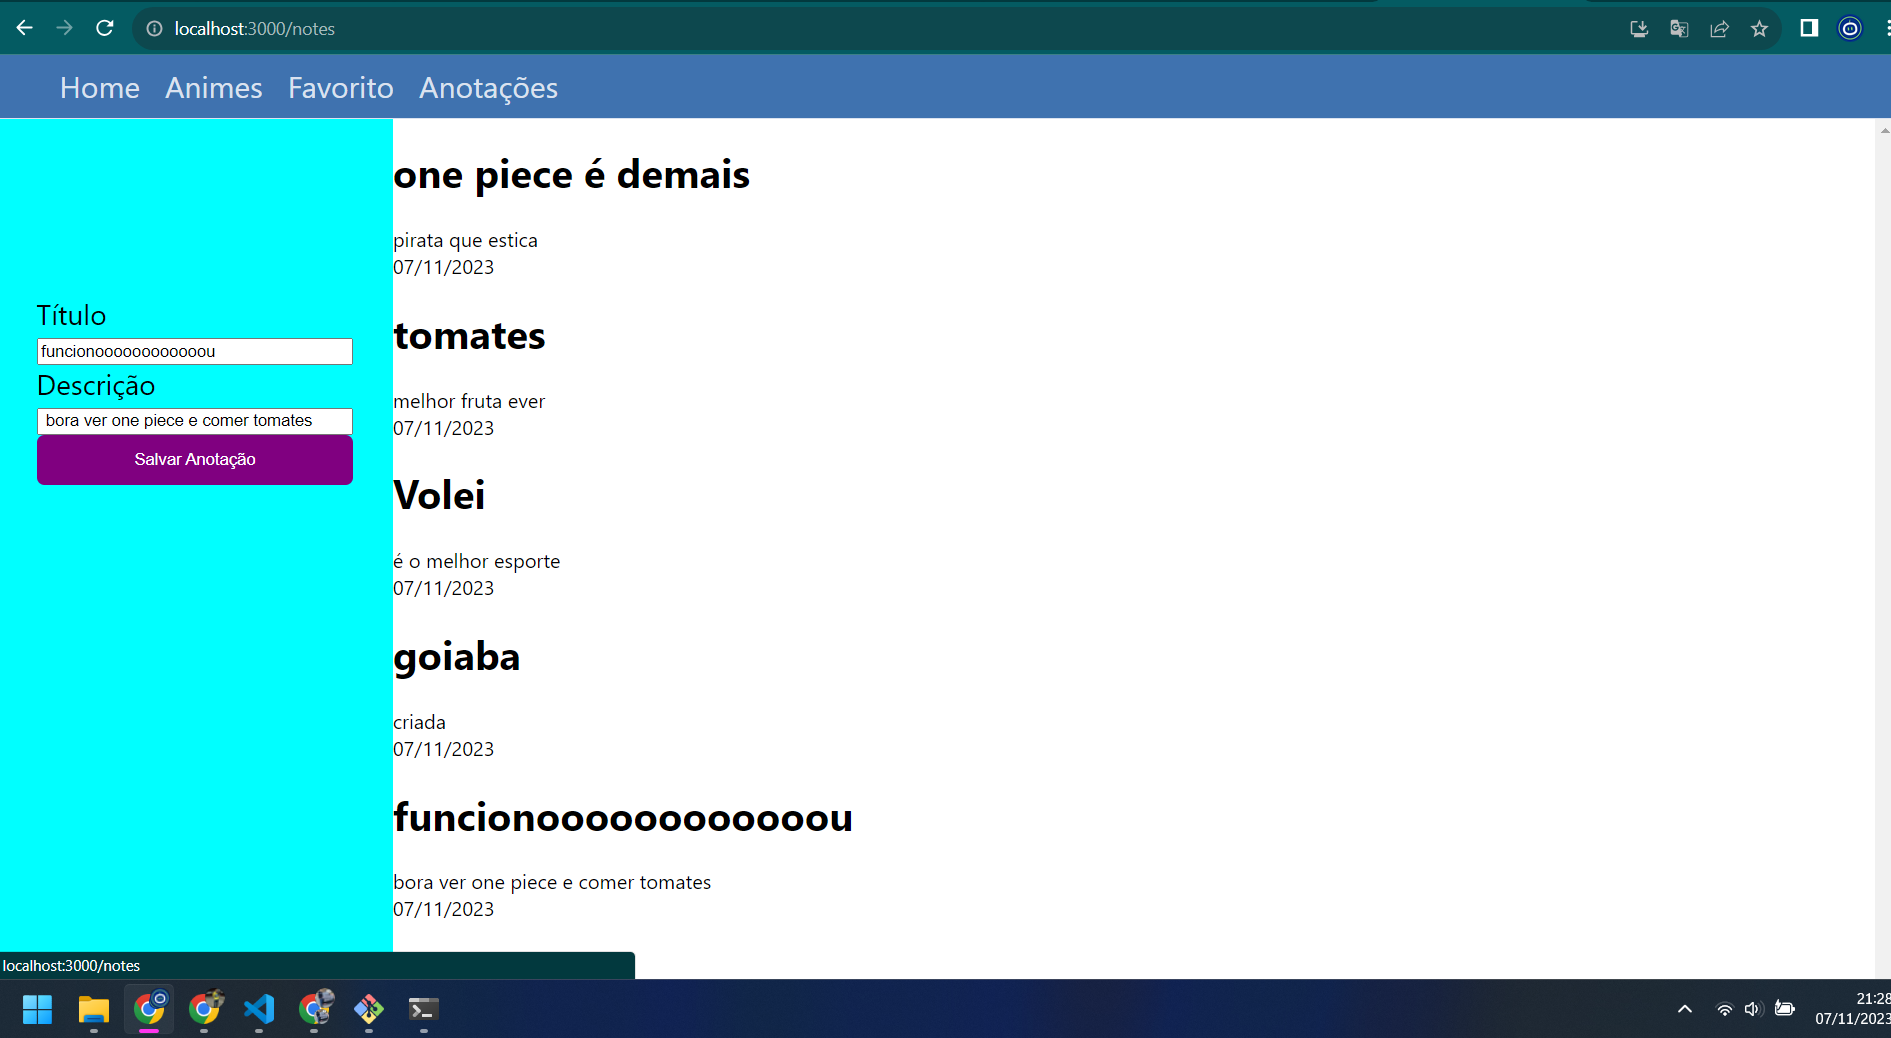 localhost:3000/notes
Home Animes Favorito Anotações
Título
funcionooooooooooou
Descrição
bora ver one piece e comer tomates
Salvar Anotação
one piece é demais
pirata que estica
07/11/2023
tomates
melhor fruta ever
07/11/2023
Volei
é o melhor esporte
07/11/2023
goiaba
criada
07/11/2023
funcionooooooooooou
bora ver one piece e comer tomates
07/11/2023
localhost:3000/notes
21:28
07/11/2023